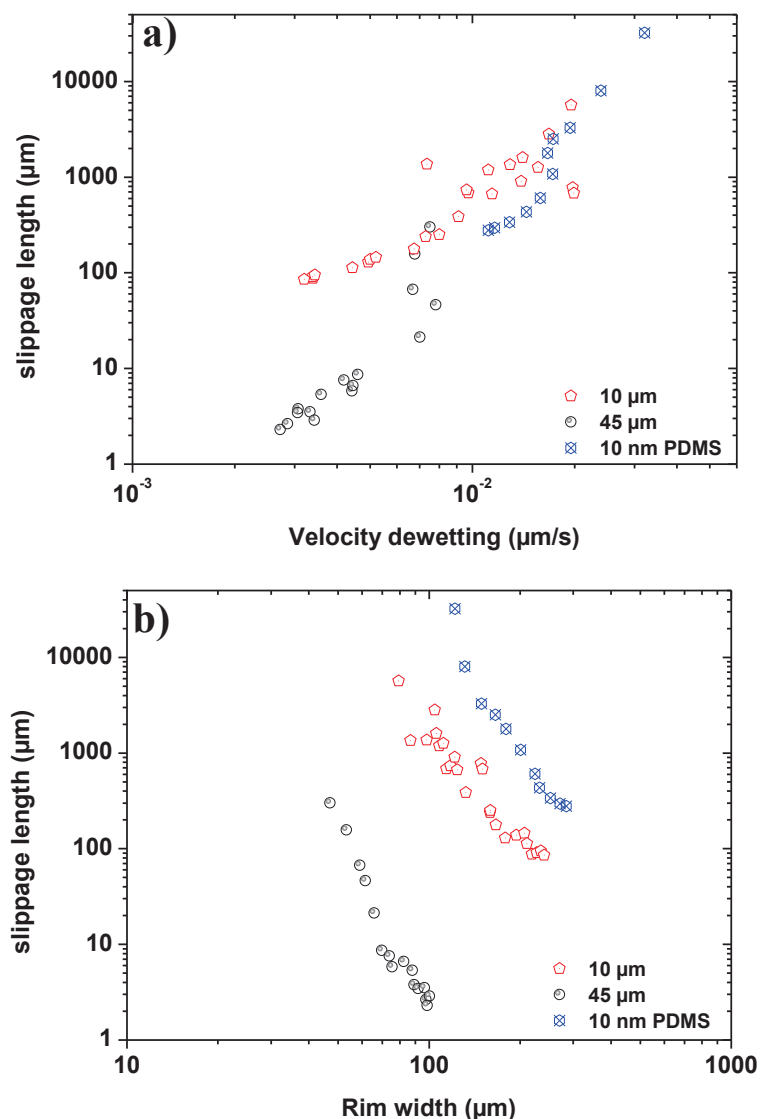 a)
slippage length (µm)
10000
1000
100
10
1
10 µm
45 µm
10 nm PDMS
10-3
10-2
Velocity dewetting (µm/s)
b)
slippage length (µm)
10000
1000
100
10
1
10 µm
45 µm
10 nm PDMS
10
100
1000
Rim width (µm)